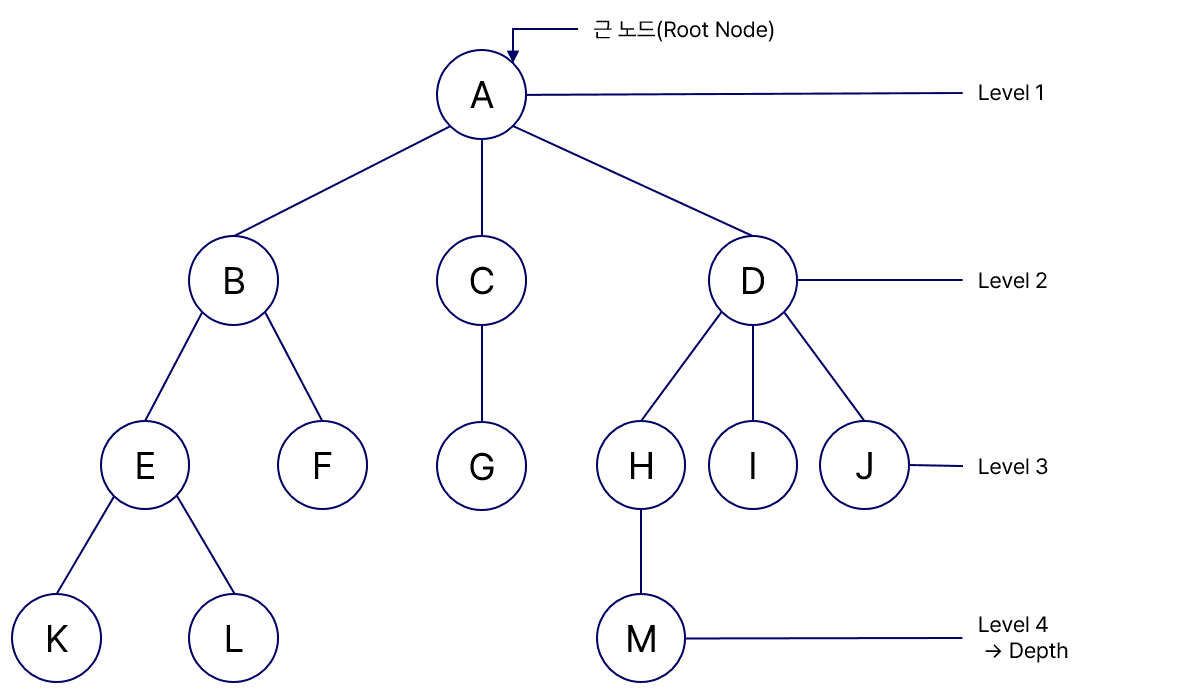 근 노드(Root Node)
A
Level 1
B
C
D
Level 2
E
F
G
H
I
J
Level 3
K
L
M
Level 4
→ Depth